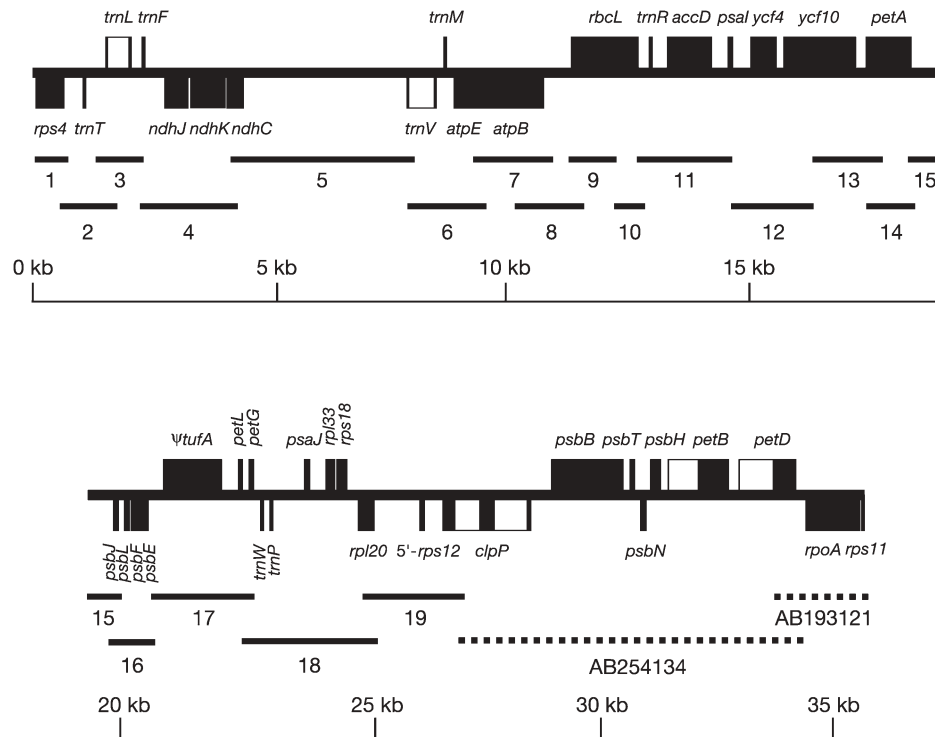 trnL trnF trnM rbcL trnR accD psaI ycf4 ycf10 petA
rps4 trnT ndhJ ndhK ndhC trnV atpE atpB
1 3 5 7 9 11 13 15
2 4 6 8 10 12 14
0 kb 5 kb 10 kb 15 kb
ΨtufA petL petG psaJ rpl33 rps18 psbB psbT psbH petB petD
psbJ psbL psbF psbE trnW trnP rpl20 5'-rps12 clpP psbN rpoA rps11
15 17 19 AB193121
16 18 AB254134
20 kb 25 kb 30 kb 35 kb